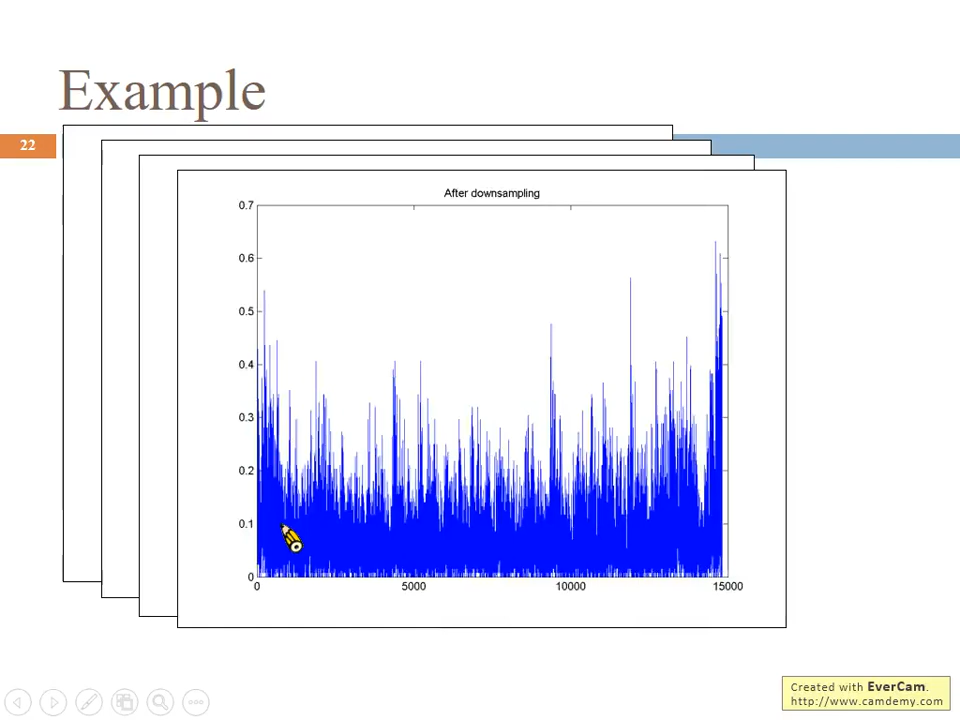 Example
22
After downsampling
0.7
0.6
0.5
0.4
0.3
0.2
0.1
0
0 5000 10000 15000
Created with EverCam.
http://www.camdemy.com